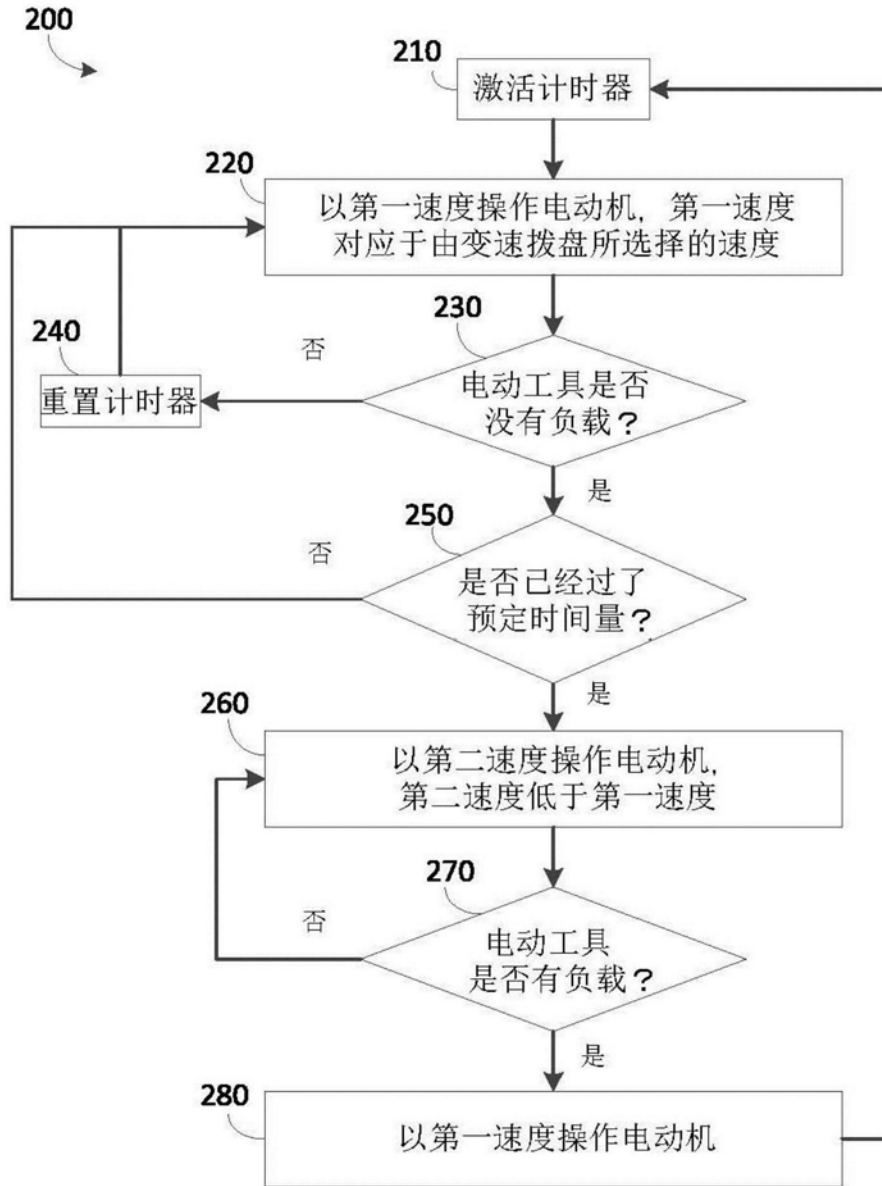 200
210
激活计时器
220
以第一速度操作电动机, 第一速度
对应于由变速拨盘所选择的速度
230
否
240
电动工具是否
没有负载?
重置计时器
是
250
否
是否已经过了
预定时间量?
是
260
以第二速度操作电动机,
第二速度低于第一速度
270
否
电动工具
是否有负载?
是
280
以第一速度操作电动机